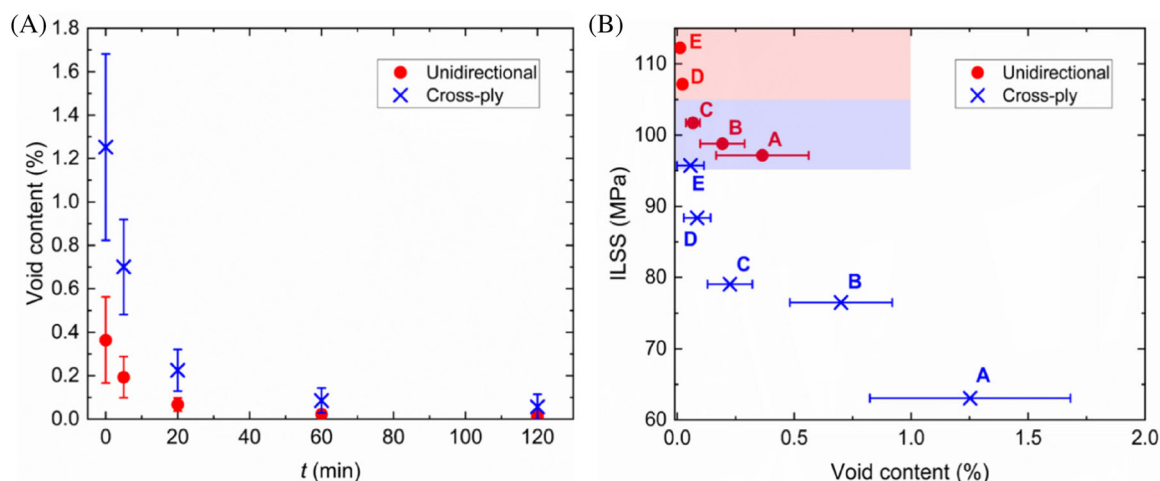 (A)
1.8
1.6
1.4
1.2
1.0
0.8
0.6
0.4
0.2
0.0
Void content (%)
Unidirectional
Cross-ply
0 20 40 60 80 100 120
t (min)
(B)
110
100
90
80
70
60
ILSS (MPa)
Unidirectional
Cross-ply
E
D
C
B
A
E
D
C
B
A
0.0 0.5 1.0 1.5 2.0
Void content (%)